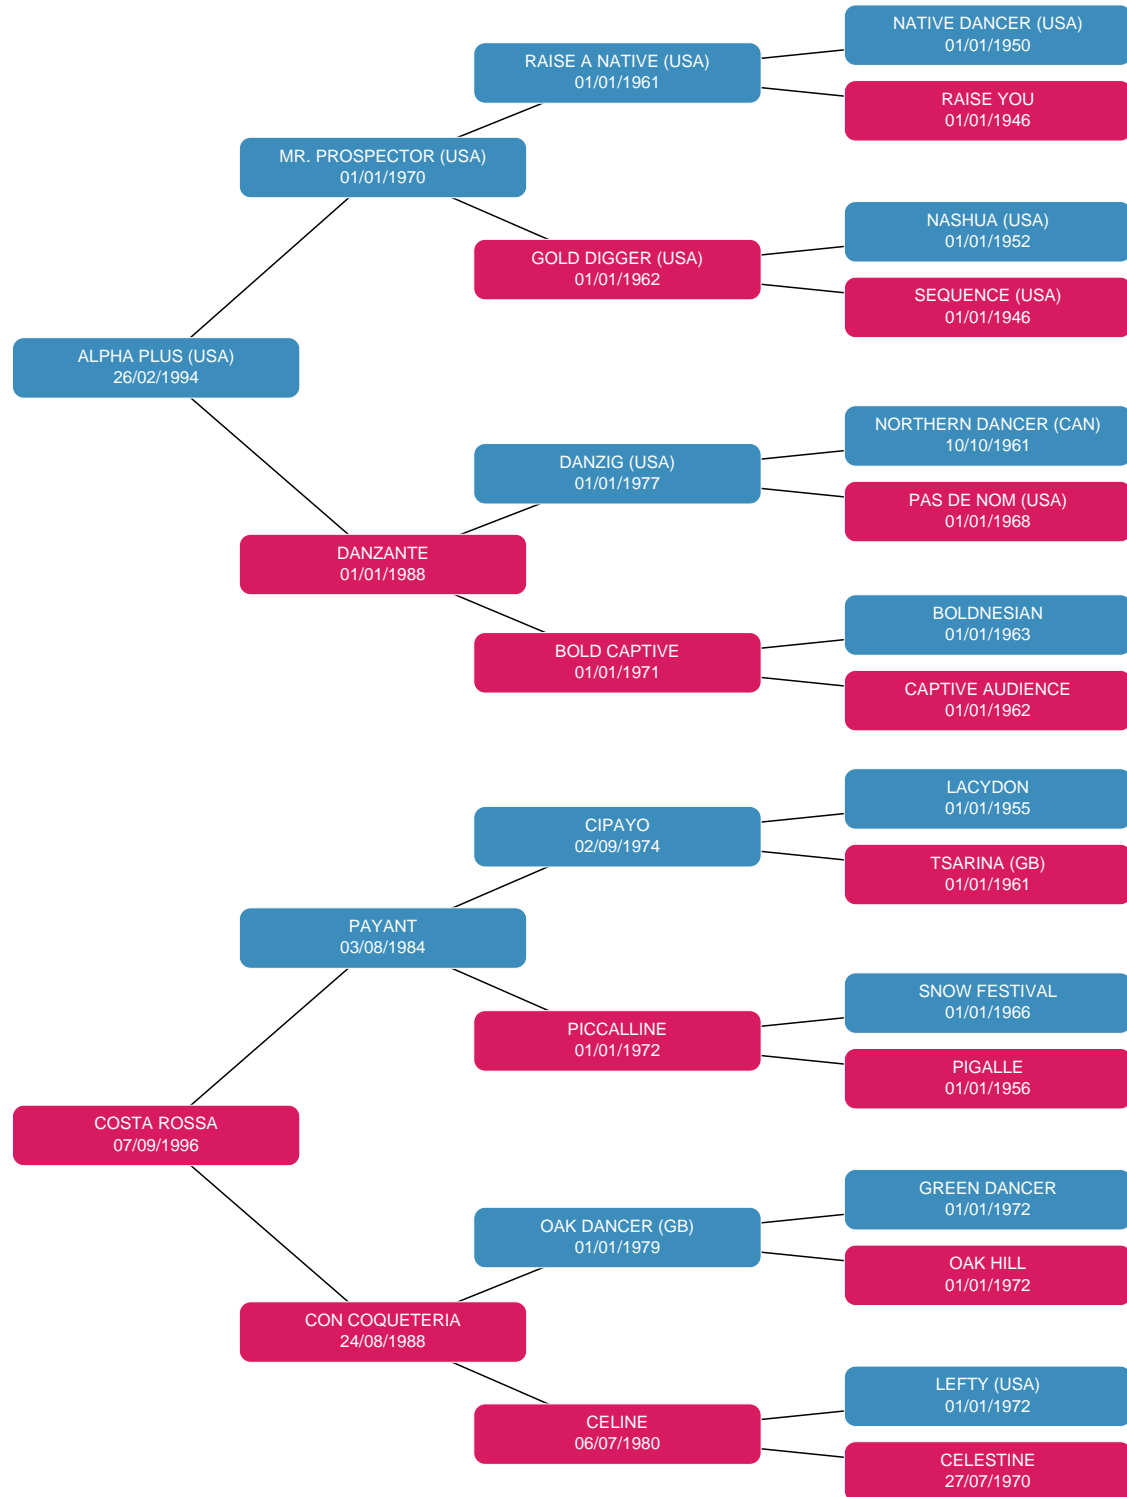 NATIVE DANCER (USA)
01/01/1950
RAISE A NATIVE (USA)
01/01/1961
RAISE YOU
01/01/1946
MR. PROSPECTOR (USA)
01/01/1970
NASHUA (USA)
01/01/1952
GOLD DIGGER (USA)
01/01/1962
SEQUENCE (USA)
01/01/1946
ALPHA PLUS (USA)
26/02/1994
NORTHERN DANCER (CAN)
10/10/1961
DANZIG (USA)
01/01/1977
PAS DE NOM (USA)
01/01/1968
DANZANTE
01/01/1988
BOLDNESIAN
01/01/1963
BOLD CAPTIVE
01/01/1971
CAPTIVE AUDIENCE
01/01/1962
LACYDON
01/01/1955
CIPAYO
02/09/1974
TSARINA (GB)
01/01/1961
PAYANT
03/08/1984
SNOW FESTIVAL
01/01/1966
PICCALLINE
01/01/1972
PIGALLE
01/01/1956
COSTA ROSSA
07/09/1996
GREEN DANCER
01/01/1972
OAK DANCER (GB)
01/01/1979
OAK HILL
01/01/1972
CON COQUETERIA
24/08/1988
LEFTY (USA)
01/01/1972
CELINE
06/07/1980
CELESTINE
27/07/1970